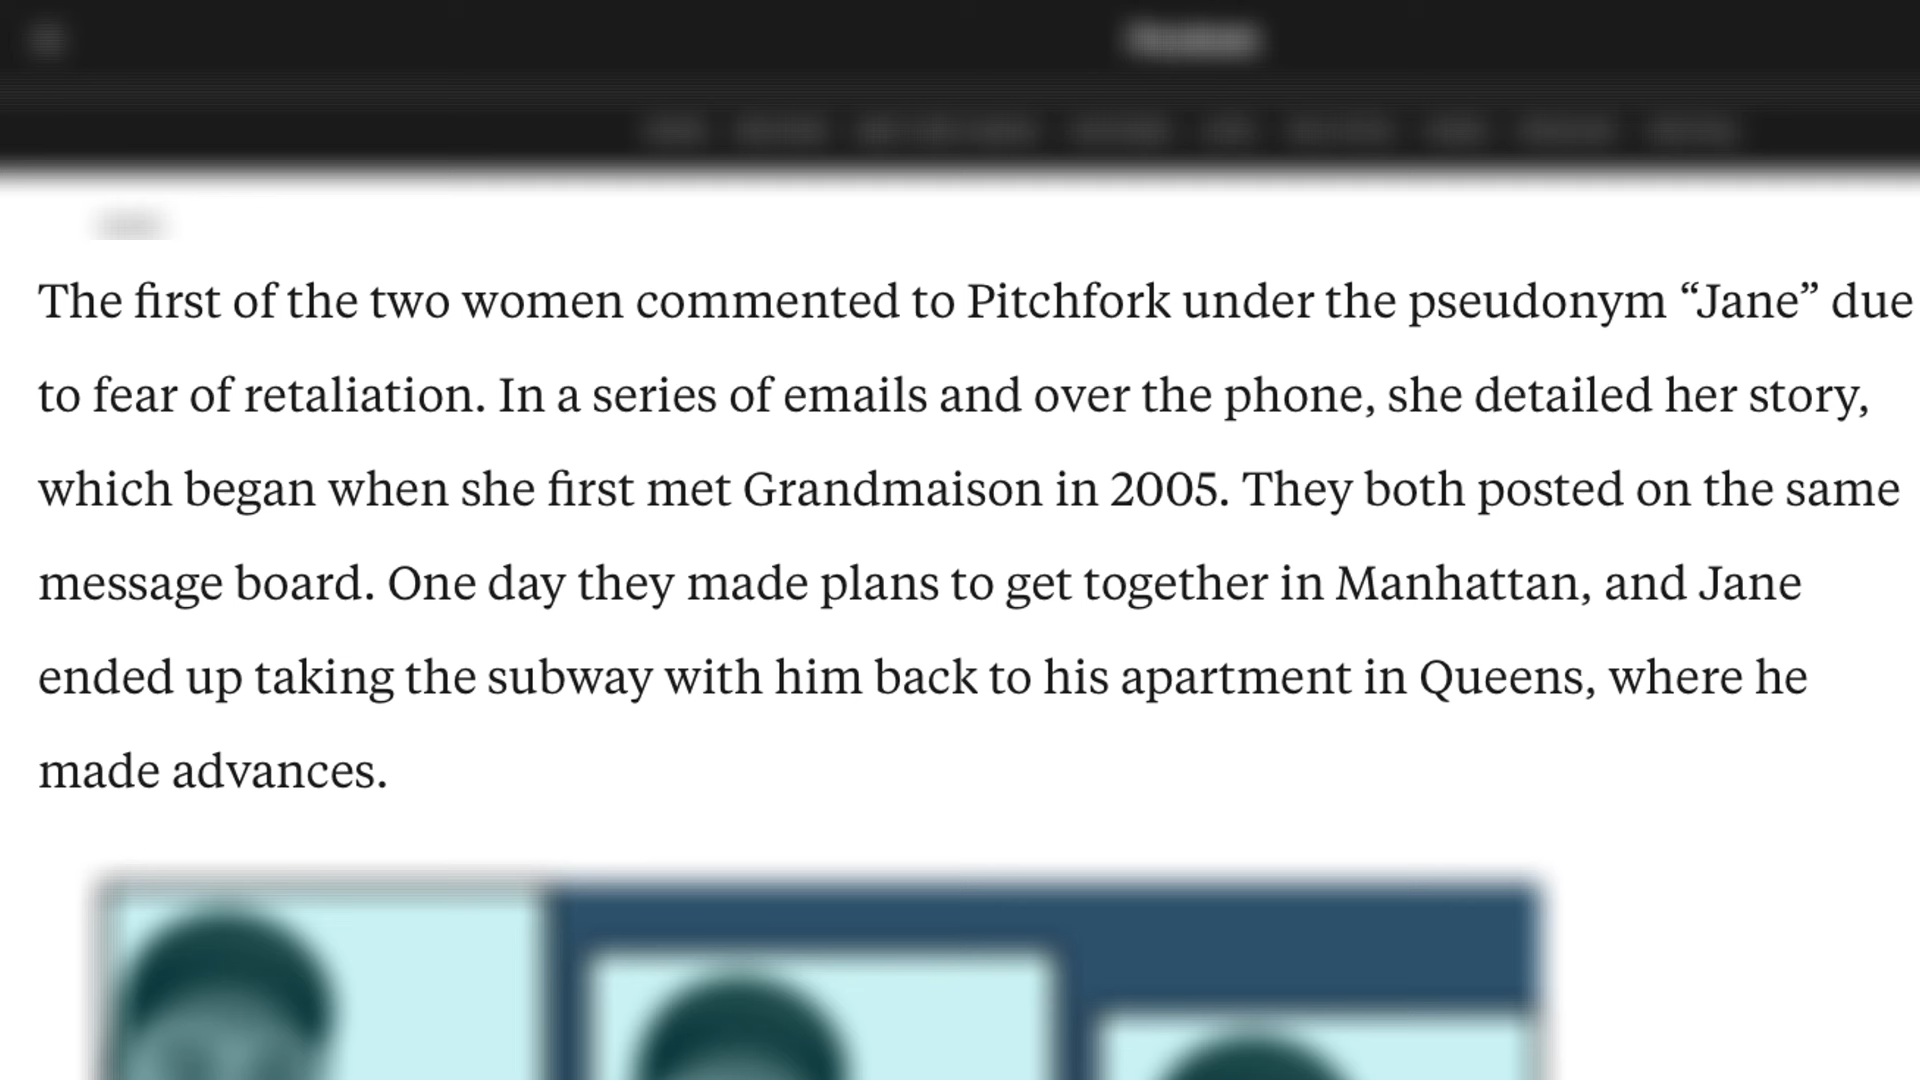 The first of the two women commented to Pitchfork under the pseudonym “Jane” due
to fear of retaliation. In a series of emails and over the phone, she detailed her story,
which began when she first met Grandmaison in 2005. They both posted on the same
message board. One day they made plans to get together in Manhattan, and Jane
ended up taking the subway with him back to his apartment in Queens, where he
made advances.